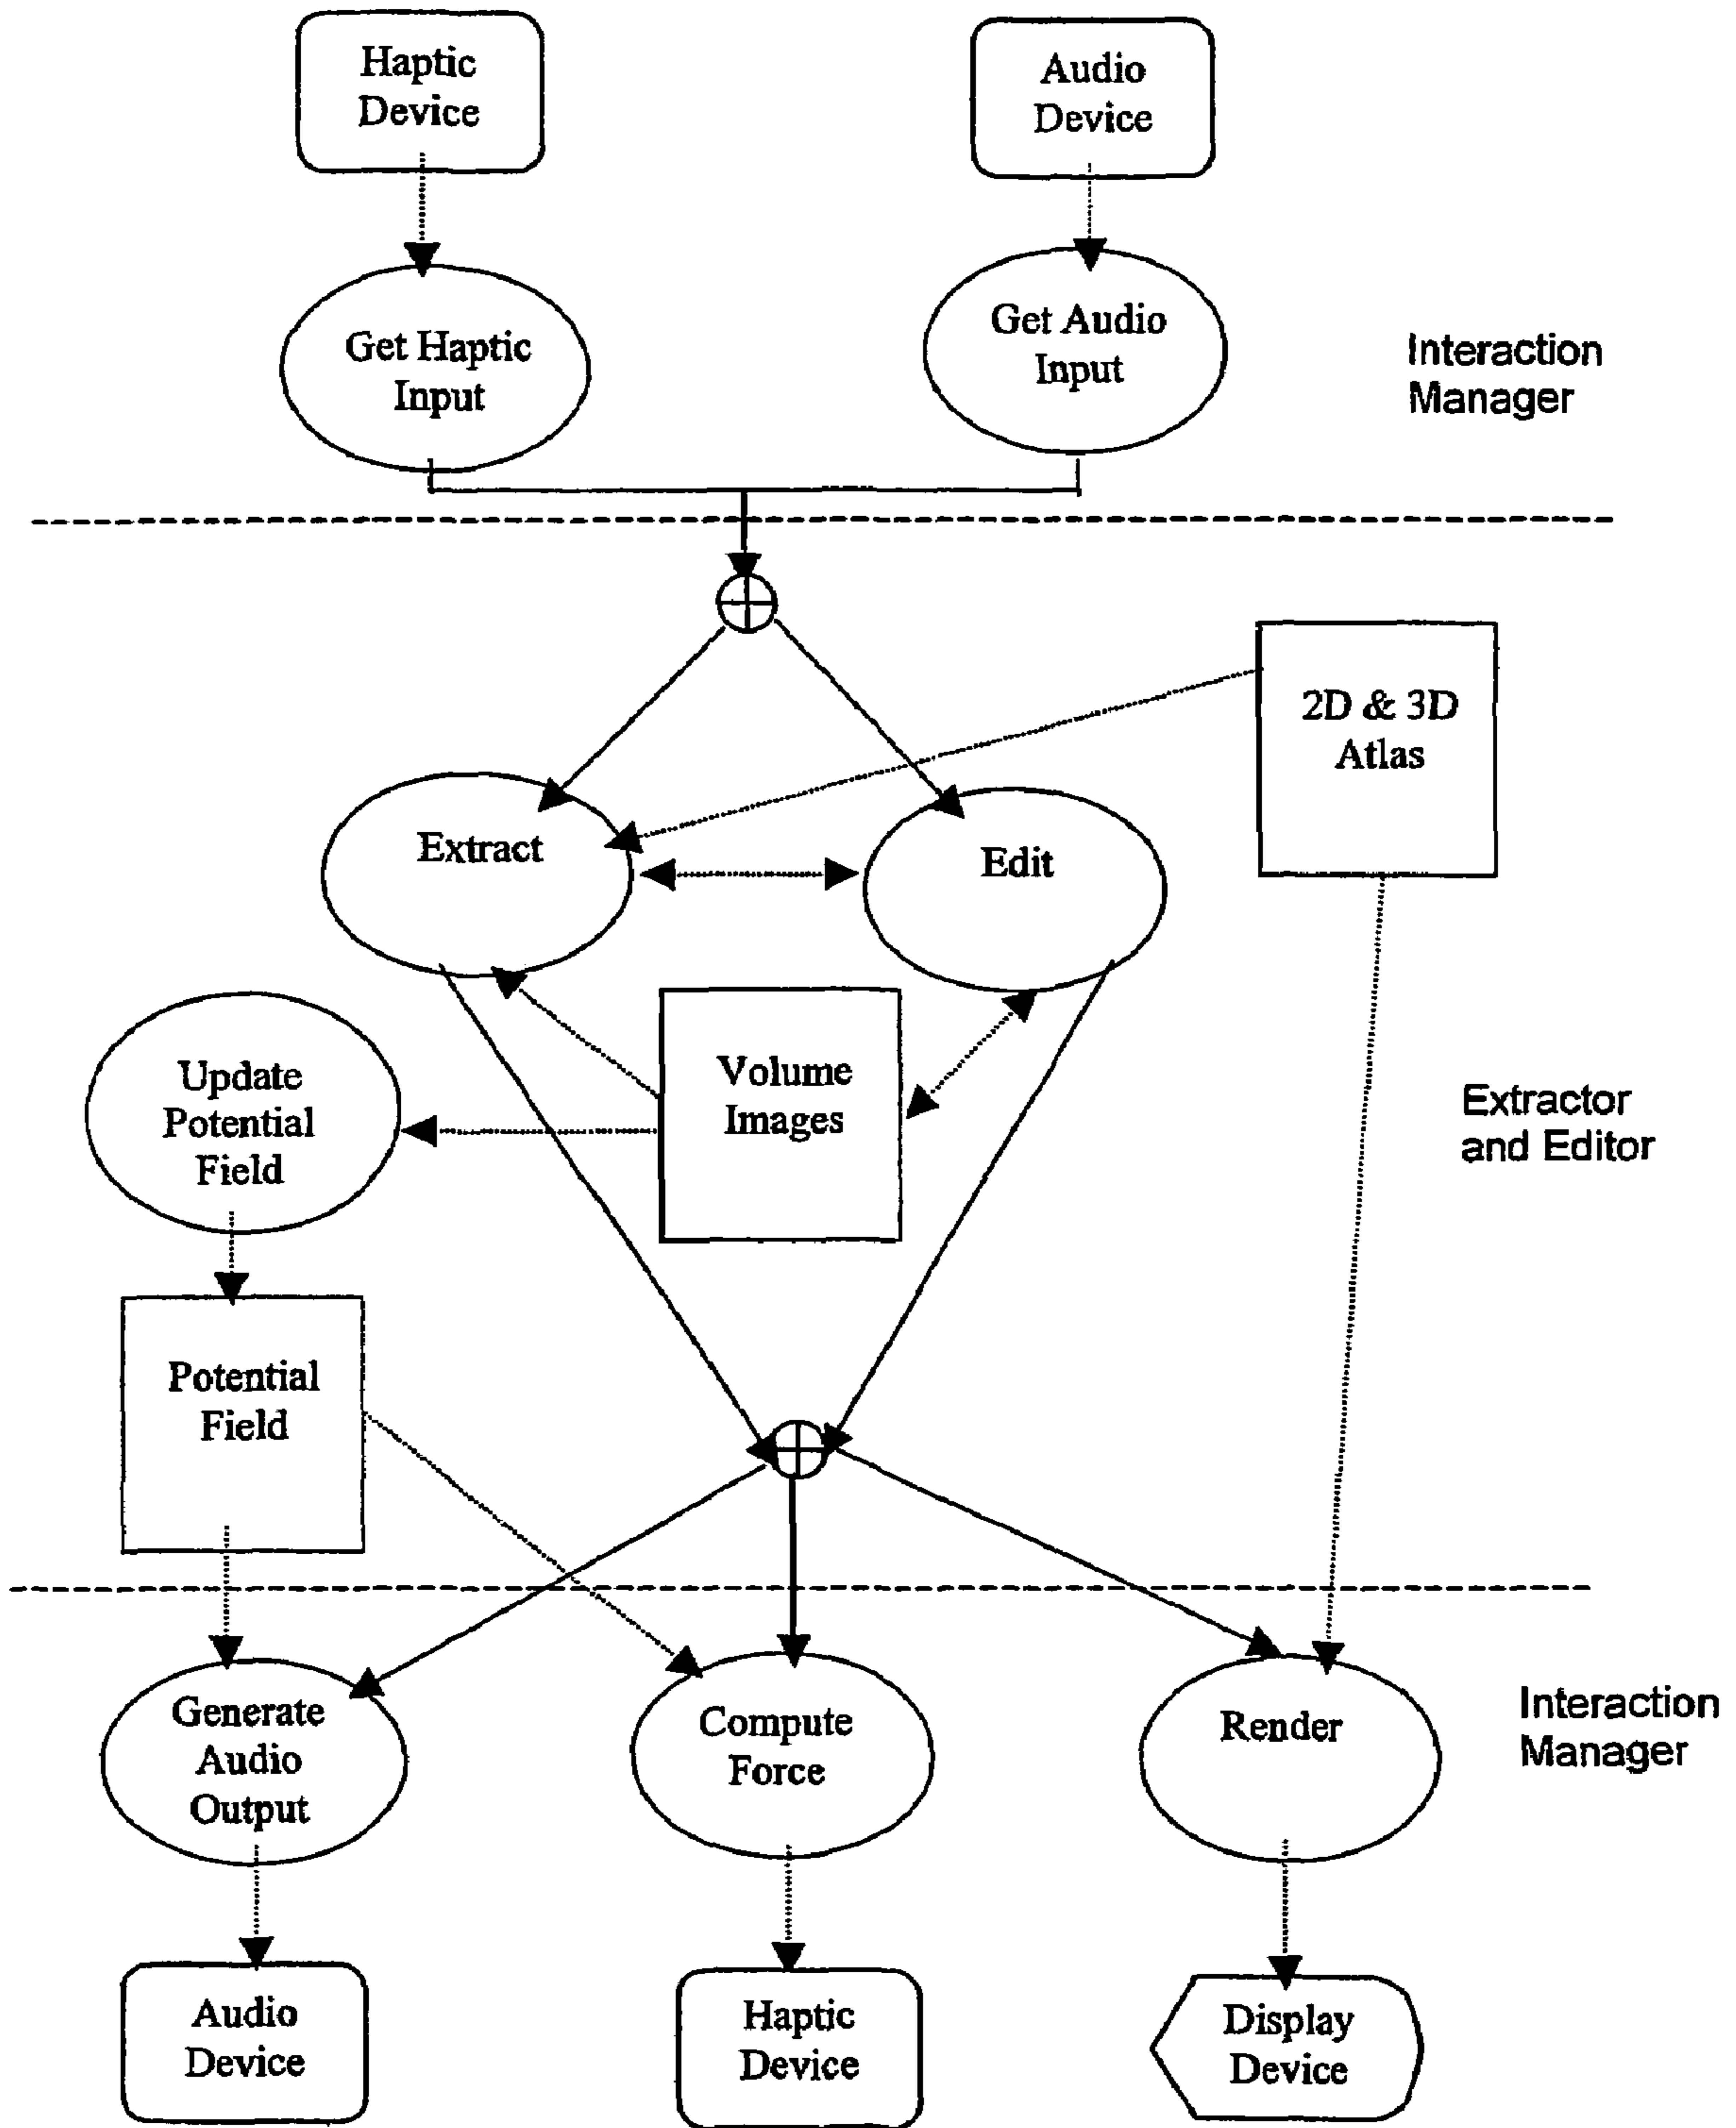 Haptic
Device
Audio
Device
Get Haptic
Input
Get Audio
Input
Interaction
Manager
2D & 3D
Atlas
Extract
Edit
Volume
Images
Update
Potential
Field
Extractor
and Editor
Potential
Field
Generate
Audio
Output
Compute
Force
Render
Interaction
Manager
Audio
Device
Haptic
Device
Display
Device